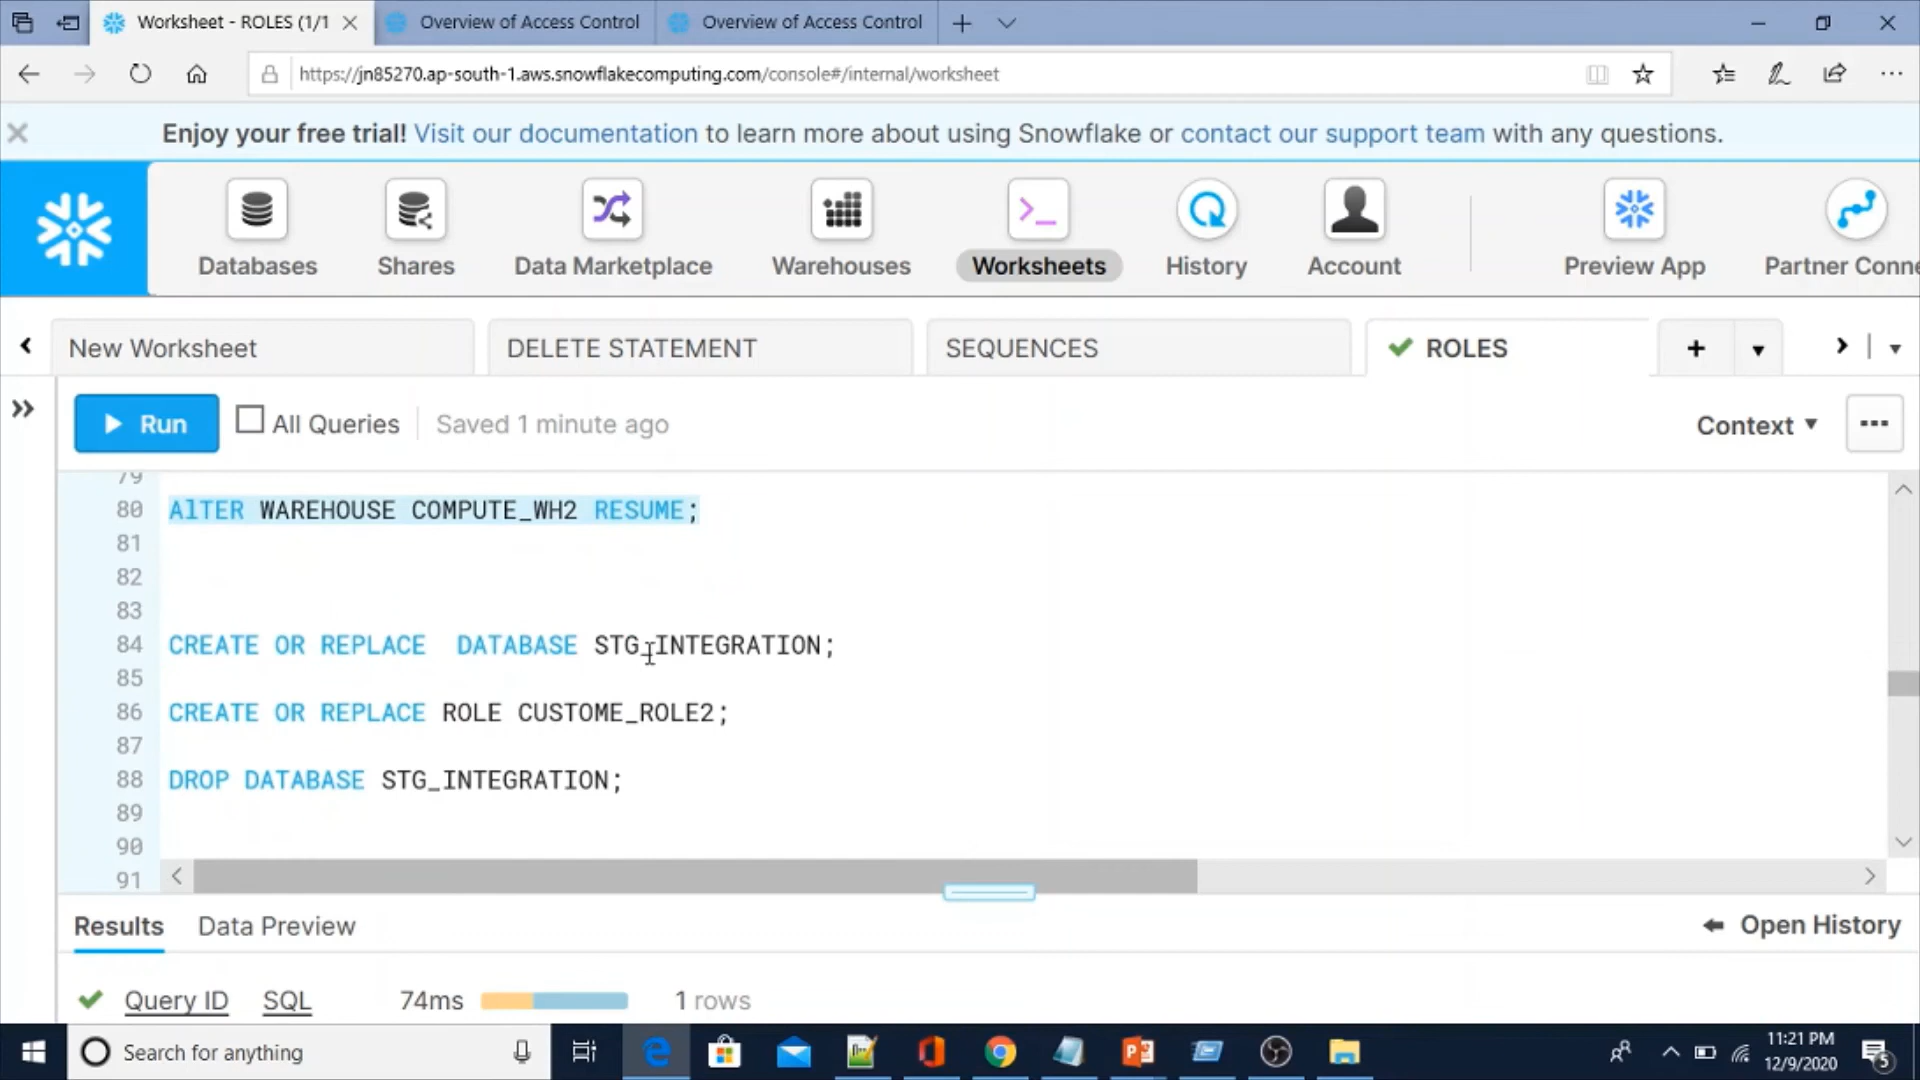 Worksheet - ROLES (1/1
Overview of Access Control
Overview of Access Control
https://jn85270.ap-south-1.aws.snowflakecomputing.com/console#/internal/worksheet
Enjoy your free trial! Visit our documentation to learn more about using Snowflake or contact our support team with any questions.
Databases
Shares
Data Marketplace
Warehouses
Worksheets
History
Account
Preview App
Partner Conne
New Worksheet
DELETE STATEMENT
SEQUENCES
ROLES
Run
All Queries
Saved 1 minute ago
Context
79
80 AlTER WAREHOUSE COMPUTE_WH2 RESUME;
81
82
83
84 CREATE OR REPLACE  DATABASE STG_INTEGRATION;
85
86 CREATE OR REPLACE ROLE CUSTOME_ROLE2;
87
88 DROP DATABASE STG_INTEGRATION;
89
90
91
Results
Data Preview
Open History
Query ID
SQL
74ms
1 rows
Search for anything
11:21 PM
12/9/2020
5